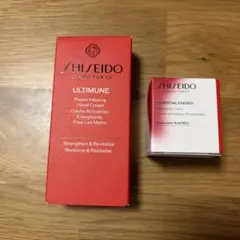 SHISEIDO
GINZA TOKYO
ULTIMUNE
Power Infusing
Hand Cream
Crème Activatrice
Energisante
Pour Les Mains
Strengthen & Revitalize
Renforce & Revitalise
SHISEIDO
ESSENTIAL ENERGY